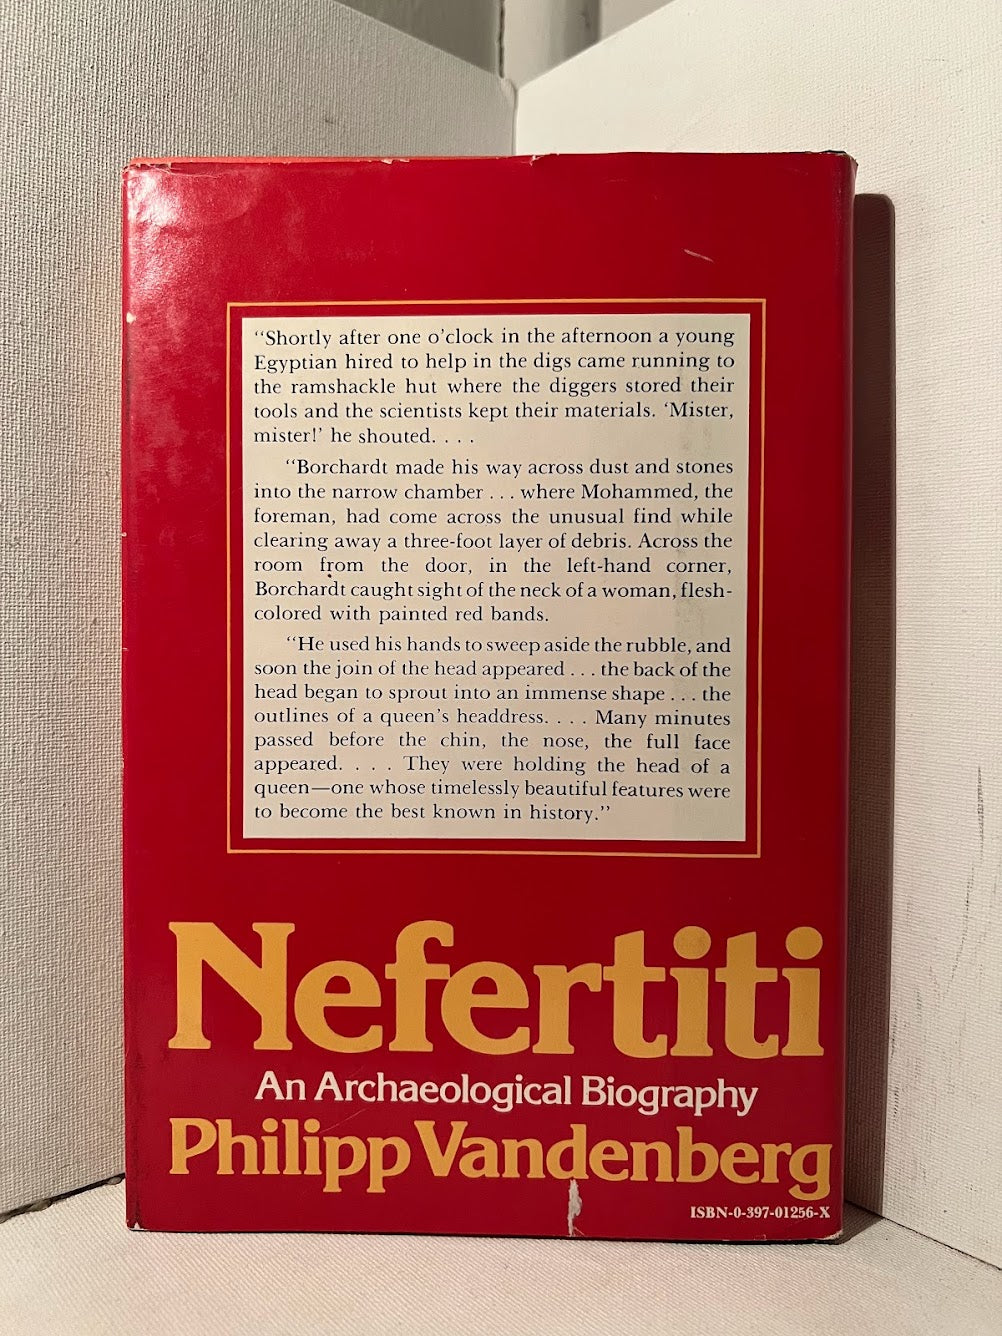 “Shortly after one o’clock in the afternoon a young
Egyptian hired to help in the digs came running to
the ramshackle hut where the diggers stored their
tools and the scientists kept their materials. ‘Mister,
mister!’ he shouted. . . .
“Borchardt made his way across dust and stones
into the narrow chamber . . . where Mohammed, the
foreman, had come across the unusual find while
clearing away a three-foot layer of debris. Across the
room from the door, in the left-hand corner,
Borchardt caught sight of the neck of a woman, flesh-
colored with painted red bands.
“He used his hands to sweep aside the rubble, and
soon the join of the head appeared . . . the back of the
head began to sprout into an immense shape . . . the
outlines of a queen’s headdress. . . . Many minutes
passed before the chin, the nose, the full face
appeared. . . . They were holding the head of a
queen—one whose timelessly beautiful features were
to become the best known in history.”
Nefertiti
An Archaeological Biography
Philipp Vandenberg
ISBN-0-397-01256-X